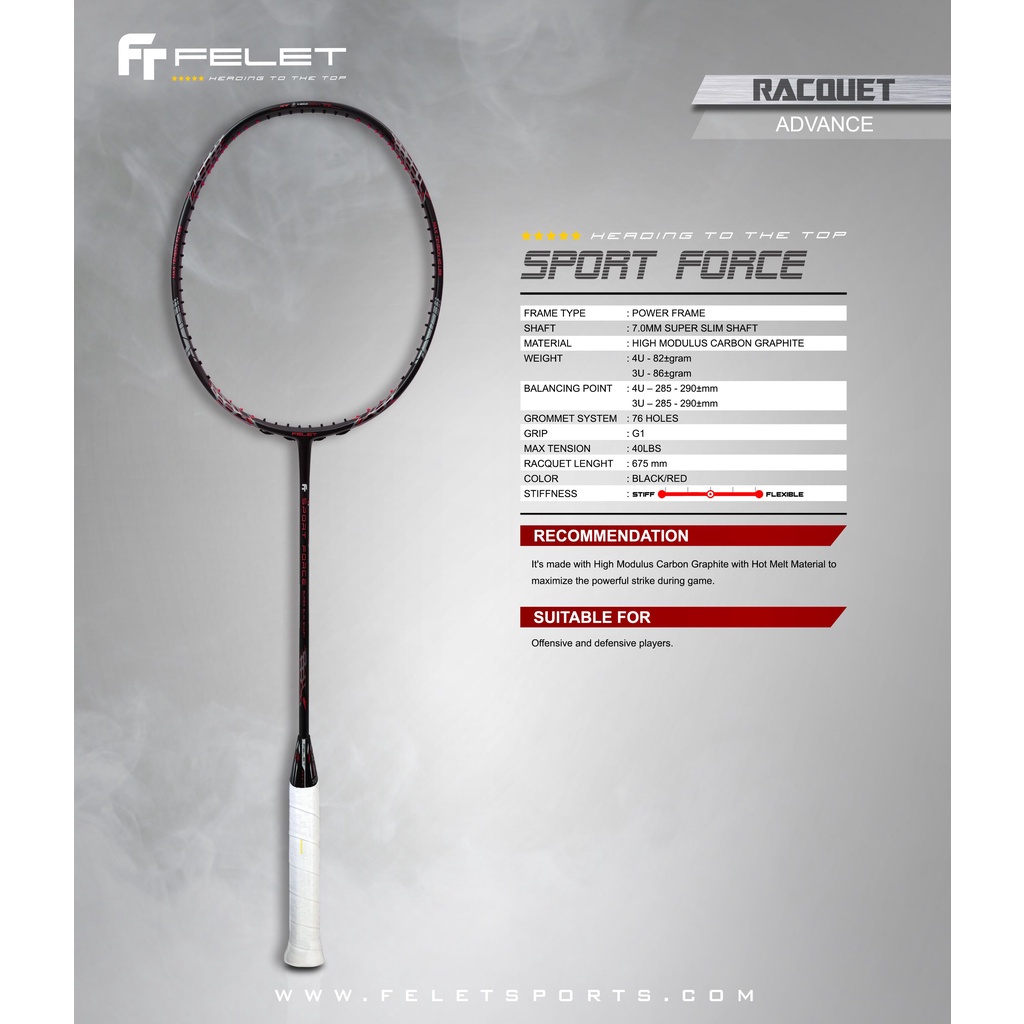 FT FELET
HEADING TO THE TOP
RACQUET
ADVANCE
HEADING TO THE TOP
SPORT FORCE
FRAME TYPE : POWER FRAME
SHAFT : 7.0MM SUPER SLIM SHAFT
MATERIAL : HIGH MODULUS CARBON GRAPHITE
WEIGHT : 4U - 82±gram
3U - 86±gram
BALANCING POINT : 4U – 285 - 290±mm
3U – 285 - 290±mm
GROMMET SYSTEM : 76 HOLES
GRIP : G1
MAX TENSION : 40LBS
RACQUET LENGHT : 675 mm
COLOR : BLACK/RED
STIFFNESS : STIFF FLEXIBLE
RECOMMENDATION
It's made with High Modulus Carbon Graphite with Hot Melt Material to
maximize the powerful strike during game.
SUITABLE FOR
Offensive and defensive players.
FELET
FT
SPORT FORCE
WWW.FELETSPORTS.COM